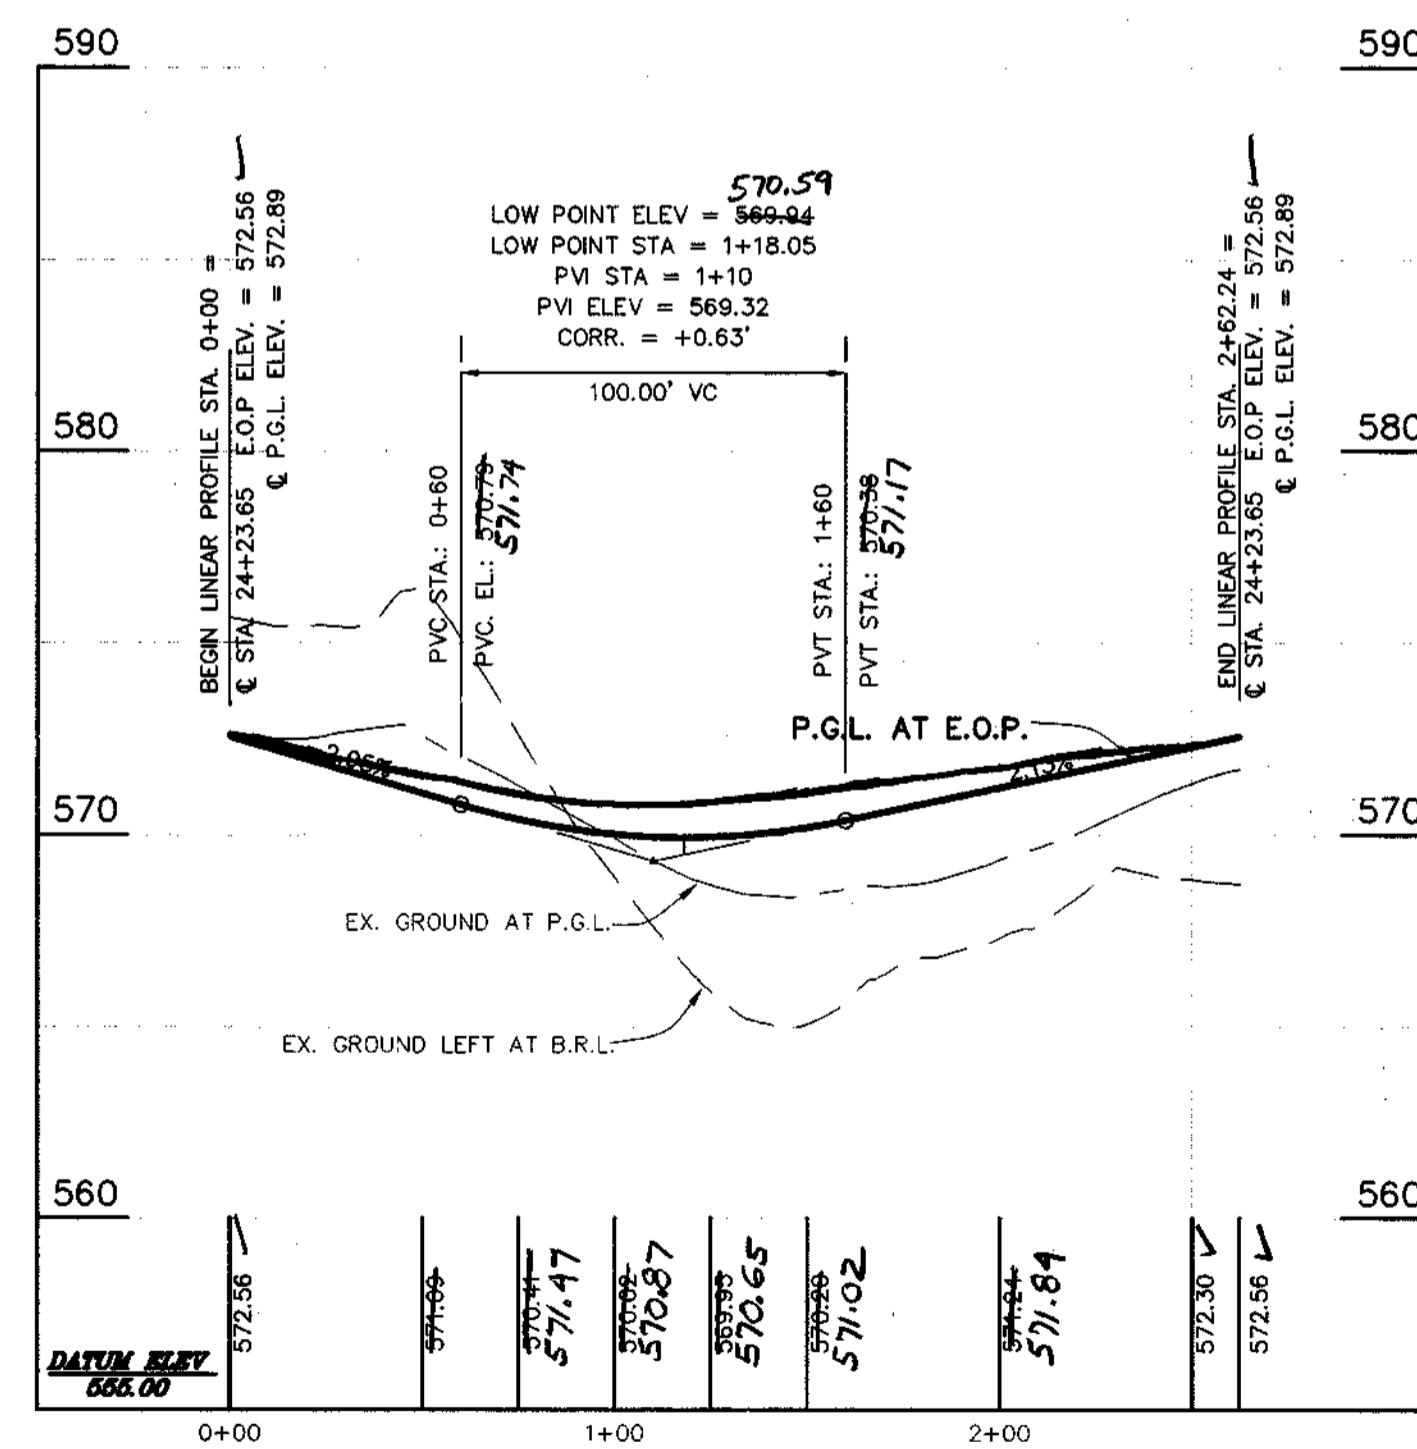 590
590
570.59
LOW POINT ELEV = 569.94
LOW POINT STA = 1+18.05
PVI STA = 1+10
PVI ELEV = 569.32
CORR. = +0.63'
100.00' VC
BEGIN LINEAR PROFILE STA. 0+00 =
℄ STA. 24+23.65 E.O.P ELEV. = 572.56
℄ P.G.L. ELEV. = 572.89
END LINEAR PROFILE STA. 2+62.24 =
℄ STA. 24+23.65 E.O.P ELEV. = 572.56
℄ P.G.L. ELEV. = 572.89
580
580
PVC STA.: 0+60
PVC. EL.: 570.79
571.74
PVT STA.: 1+60
PVT STA.: 570.38
571.17
P.G.L. AT E.O.P.
2.13%
570
570
EX. GROUND AT P.G.L.
EX. GROUND LEFT AT B.R.L.
560
560
572.56
571.09
570.41
571.47
570.02
570.87
569.95
570.65
570.20
571.02
571.24
571.84
572.30
572.56
DATUM ELEV
555.00
0+00
1+00
2+00